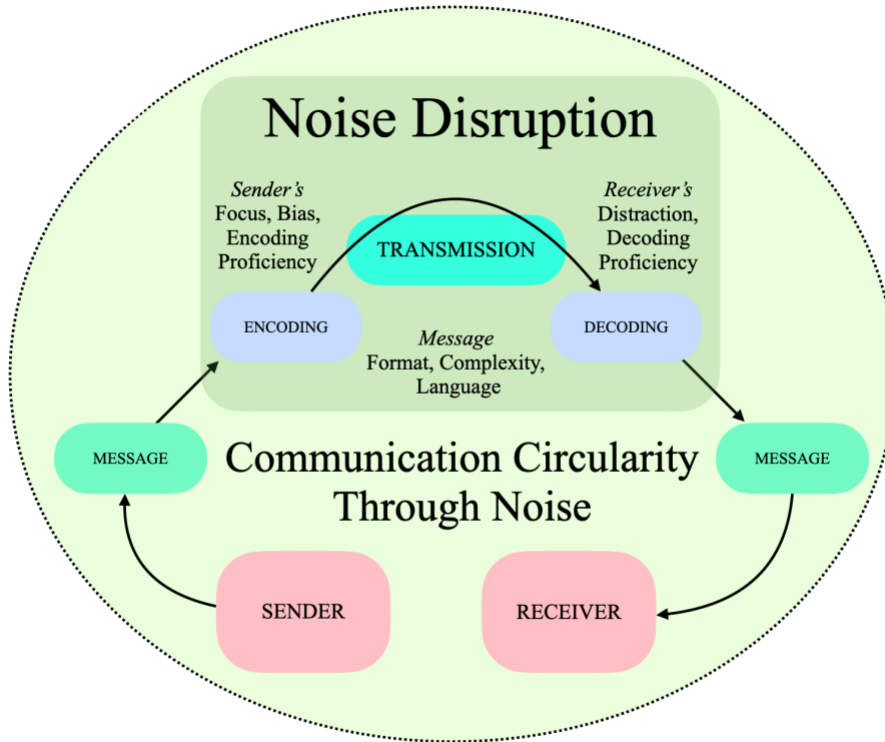 Noise Disruption
Sender’s
Focus, Bias,
Encoding
Proficiency
Receiver’s
Distraction,
Decoding
Proficiency
TRANSMISSION
ENCODING
DECODING
Message
Format, Complexity,
Language
MESSAGE
Communication Circularity
Through Noise
MESSAGE
SENDER
RECEIVER